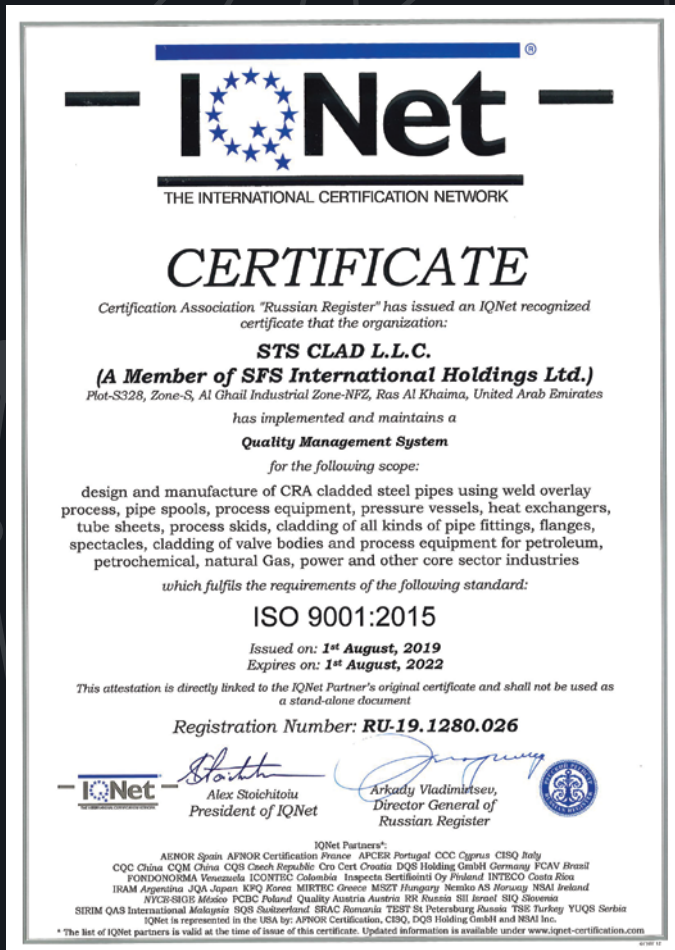 IQNet ®
THE INTERNATIONAL CERTIFICATION NETWORK
CERTIFICATE
Certification Association "Russian Register" has issued an IQNet recognized
certificate that the organization:
STS CLAD L.L.C.
(A Member of SFS International Holdings Ltd.)
Plot-S328, Zone-S, Al Ghail Industrial Zone-NFZ, Ras Al Khaima, United Arab Emirates
has implemented and maintains a
Quality Management System
for the following scope:
design and manufacture of CRA cladded steel pipes using weld overlay
process, pipe spools, process equipment, pressure vessels, heat exchangers,
tube sheets, process skids, cladding of all kinds of pipe fittings, flanges,
spectacles, cladding of valve bodies and process equipment for petroleum,
petrochemical, natural Gas, power and other core sector industries
which fulfils the requirements of the following standard:
ISO 9001:2015
Issued on: 1st August, 2019
Expires on: 1st August, 2022
This attestation is directly linked to the IQNet Partner's original certificate and shall not be used as
a stand-alone document
Registration Number: RU-19.1280.026
IQNet
Alex Stoichitoiu
President of IQNet
Arkady Vladimirtsev,
Director General of
Russian Register
IQNet Partners*:
AENOR Spain AFNOR Certification France APCER Portugal CCC Cyprus CISQ Italy
CQC China CQM China CQS Czech Republic Cro Cert Croatia DQS Holding GmbH Germany FCAV Brazil
FONDONORMA Venezuela ICONTEC Colombia Inspecta Sertifiointi Oy Finland INTECO Costa Rica
IRAM Argentina JQA Japan KFQ Korea MIRTEC Greece MSZT Hungary Nemko AS Norway NSAI Ireland
NYCE-SIGE México PCBC Poland Quality Austria Austria RR Russia SII Israel SIQ Slovenia
SIRIM QAS International Malaysia SQS Switzerland SRAC Romania TEST St Petersburg Russia TSE Turkey YUQS Serbia
IQNet is represented in the USA by: AFNOR Certification, CISQ, DQS Holding GmbH and NSAI Inc.
* The list of IQNet partners is valid at the time of issue of this certificate. Updated information is available under www.iqnet-certification.com